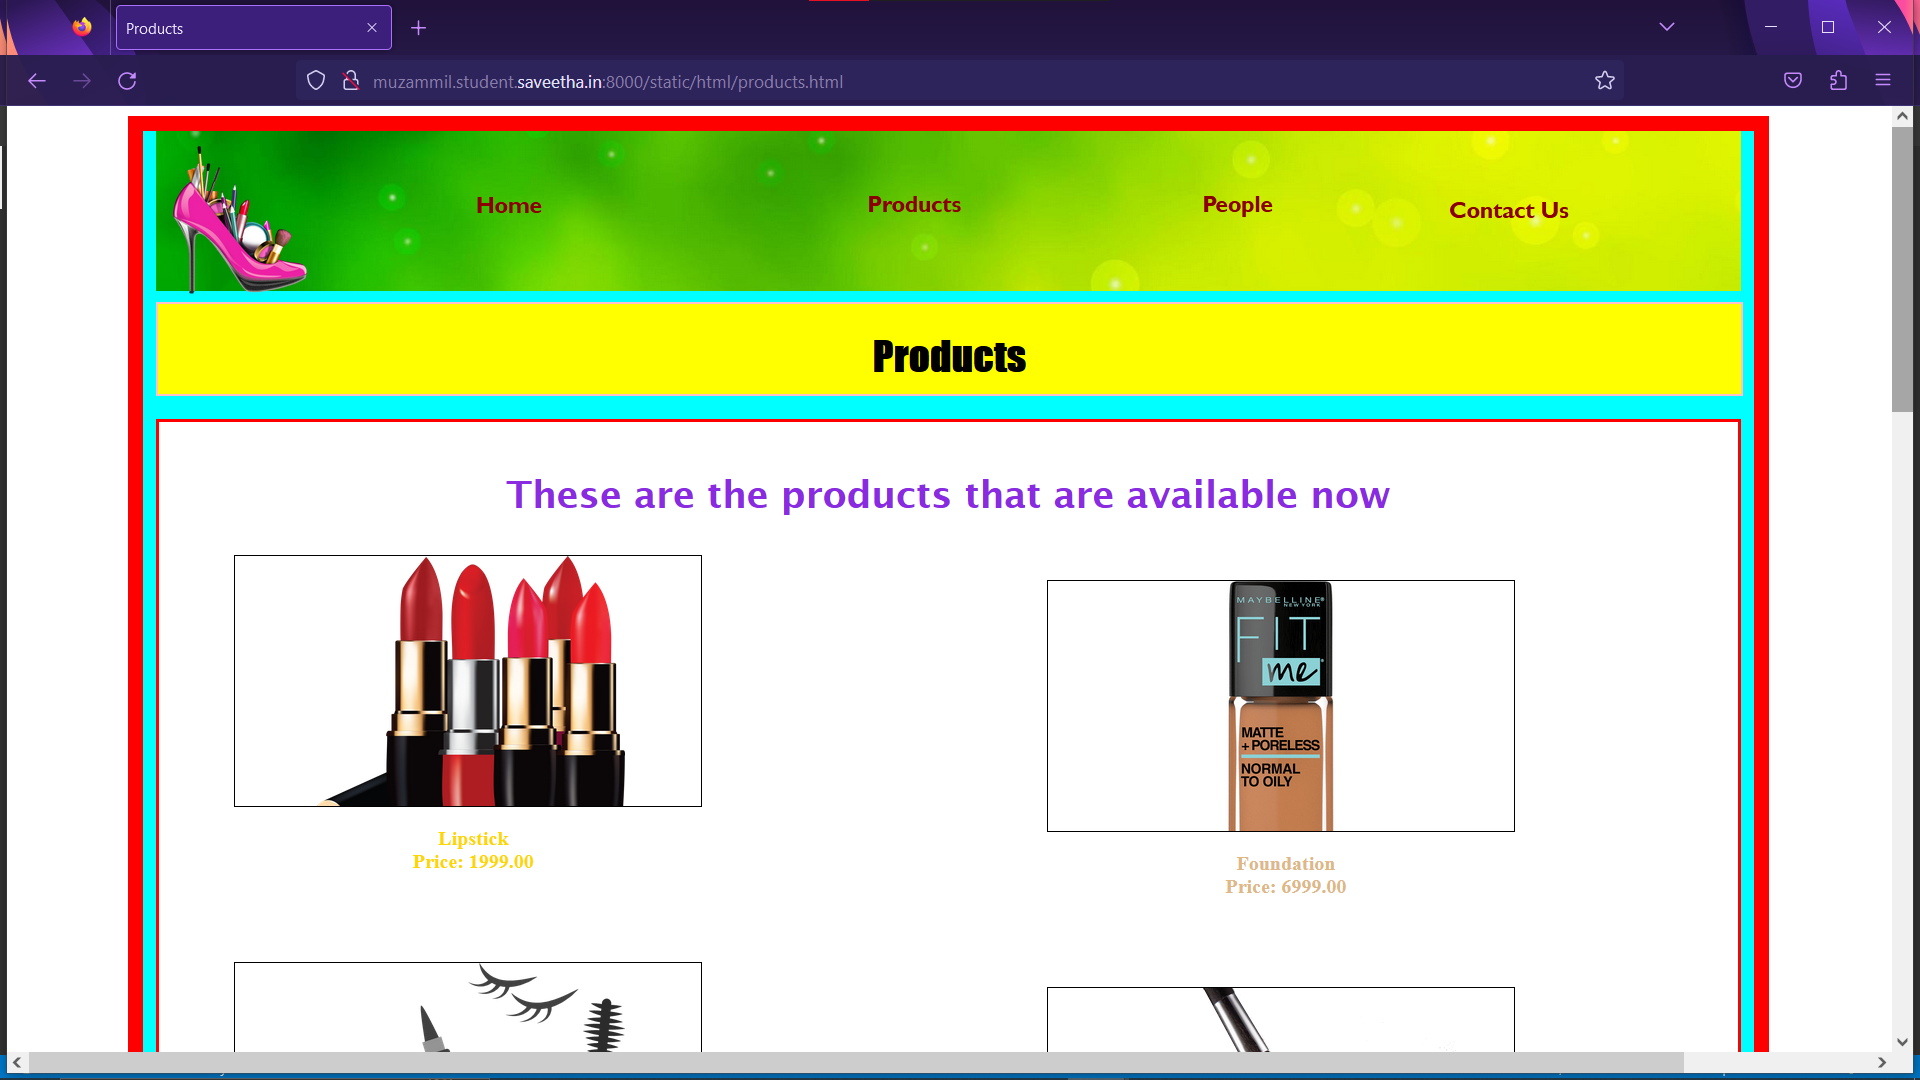 Products
muzammil.student.saveetha.in:8000/static/html/products.html
Home Products People Contact Us
Products
These are the products that are available now
MAYBELLINE
NEW YORK
FIT
me
MATTE
+ PORELESS
NORMAL
TO OILY
Lipstick
Price: 1999.00
Foundation
Price: 6999.00